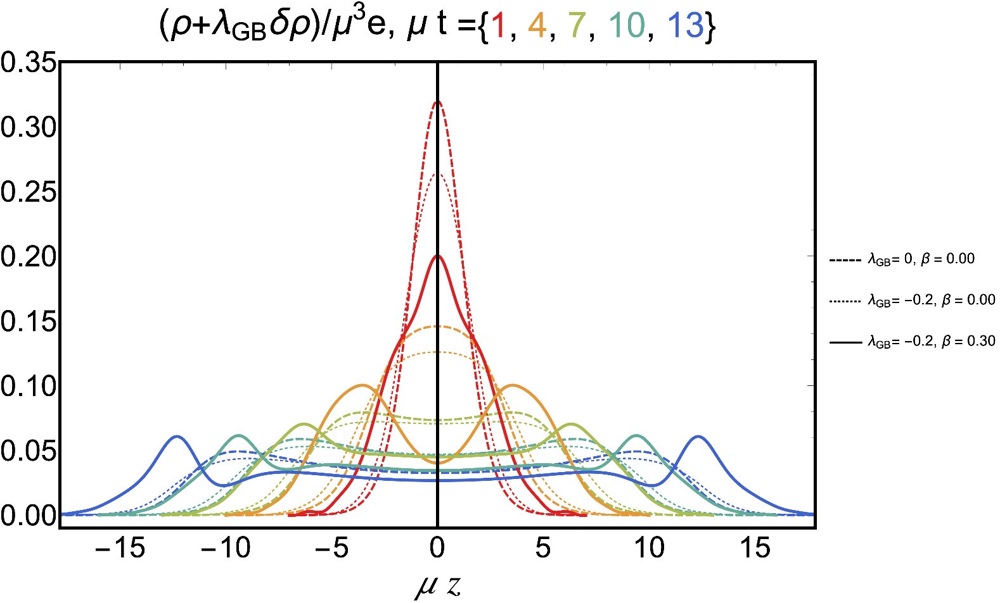 (ρ+λGBδρ)/μ³e, μ t ={1, 4, 7, 10, 13}
0.35
0.30
0.25
0.20
0.15
0.10
0.05
0.00
−15 −10 −5 0 5 10 15
μ z
λGB= 0, β = 0.00
λGB= −0.2, β = 0.00
λGB= −0.2, β = 0.30